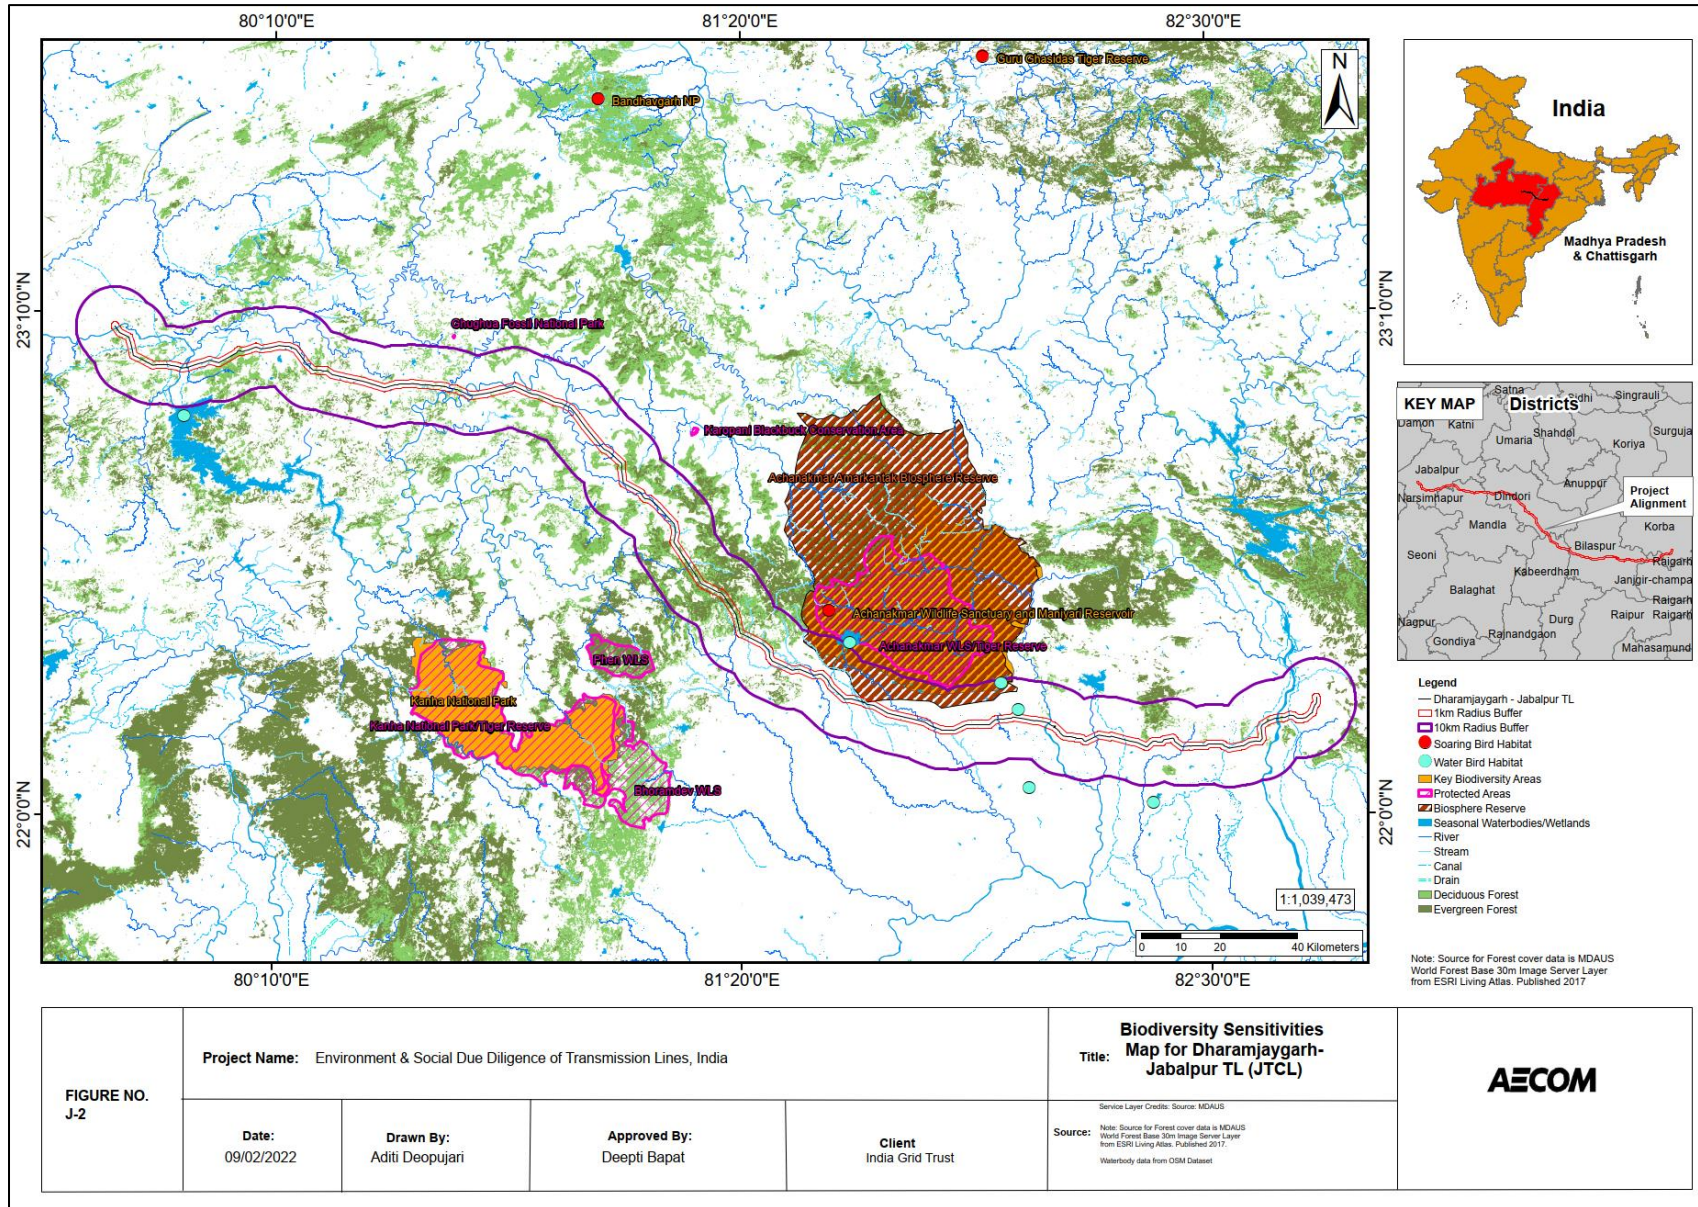 80°10'0"E
81°20'0"E
82°30'0"E
23°10'0"N
22°0'0"N
23°10'0"N
22°0'0"N
80°10'0"E
81°20'0"E
82°30'0"E
N
Guru Ghasidas Tiger Reserve
Bandhavgarh NP
Ghughua Fossil National Park
Karopani Blackbuck Conservation Area
Achanakmar Amarkantak Biosphere Reserve
Achanakmar Wildlife Sanctuary and Maniyari Reservoir
Achanakmar WLS/Tiger Reserve
Phen WLS
Kanha National Park
Kanha National Park/Tiger Reserve
Bhoramdev WLS
1:1,039,473
0 10 20 40 Kilometers
India
Madhya Pradesh
& Chattisgarh
KEY MAP
Districts
Satna
Sidhi
Singrauli
Damoh
Katni
Umaria
Shahdol
Koriya
Surguja
Jabalpur
Anuppur
Narsimhapur
Dindori
Project
Alignment
Mandla
Korba
Seoni
Bilaspur
Raigarh
Kabeerdham
Janjgir-champa
Balaghat
Raigarh
Nagpur
Durg
Raipur
Raigarh
Gondiya
Rajnandgaon
Mahasamund
Legend
Dharamjaygarh - Jabalpur TL
1km Radius Buffer
10km Radius Buffer
Soaring Bird Habitat
Water Bird Habitat
Key Biodiversity Areas
Protected Areas
Biosphere Reserve
Seasonal Waterbodies/Wetlands
River
Stream
Canal
Drain
Deciduous Forest
Evergreen Forest
Note: Source for Forest cover data is MDAUS
World Forest Base 30m Image Server Layer
from ESRI Living Atlas. Published 2017
FIGURE NO.
J-2
Project Name: Environment & Social Due Diligence of Transmission Lines, India
Date:
09/02/2022
Drawn By:
Aditi Deopujari
Approved By:
Deepti Bapat
Client
India Grid Trust
Title: Biodiversity Sensitivities
Map for Dharamjaygarh-
Jabalpur TL (JTCL)
Service Layer Credits: Source: MDAUS
Source: Note: Source for Forest cover data is MDAUS
World Forest Base 30m Image Server Layer
from ESRI Living Atlas. Published 2017.
Waterbody data from OSM Dataset
AECOM